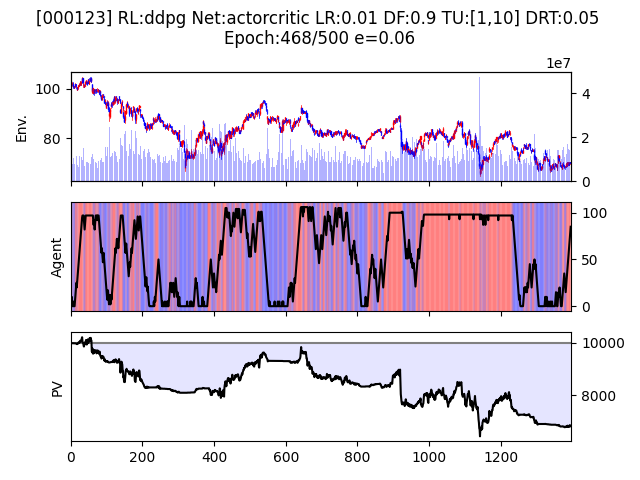 [000123] RL:ddpg Net:actorcritic LR:0.01 DF:0.9 TU:[1,10] DRT:0.05
Epoch:468/500 e=0.06
1e7
Env.
100
80
4
2
0
Agent
100
50
0
PV
10000
8000
0 200 400 600 800 1000 1200